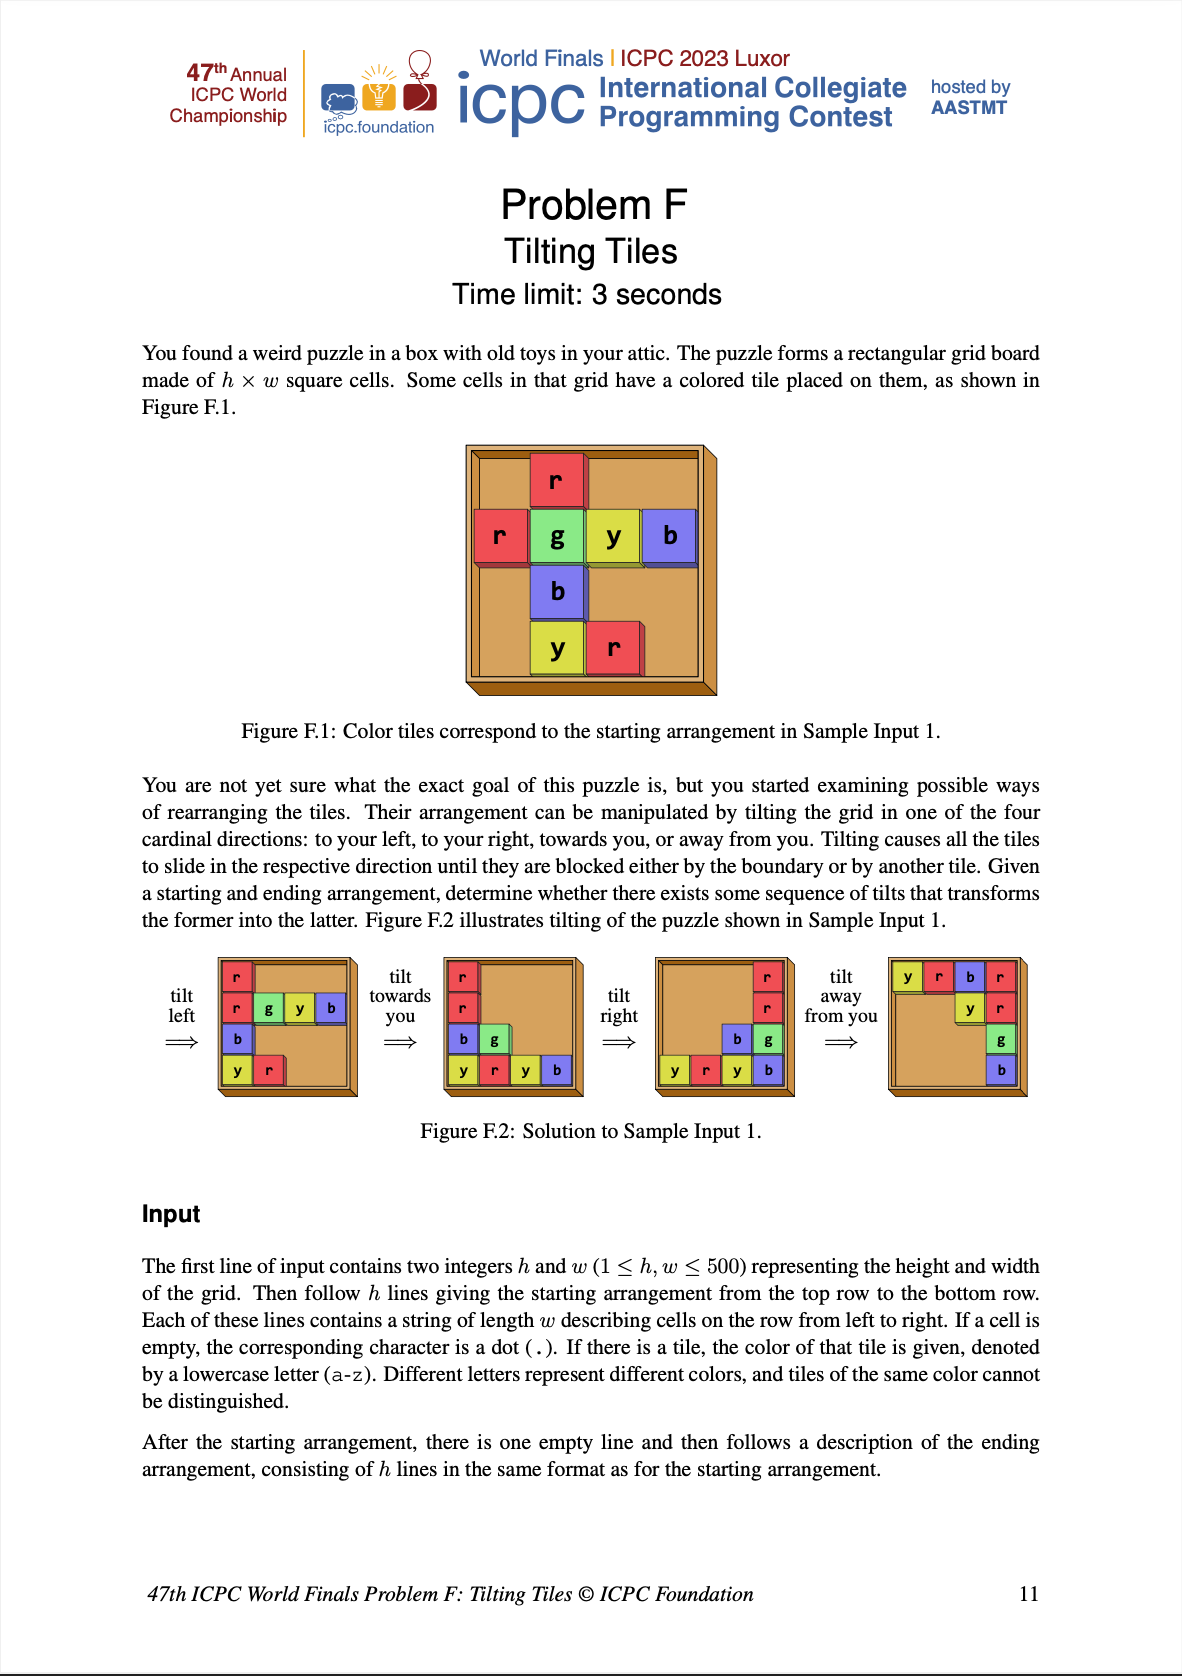 47th Annual
ICPC World
Championship
icpc.foundation
World Finals | ICPC 2023 Luxor
icpc International Collegiate
Programming Contest
hosted by
AASTMT
Problem F
Tilting Tiles
Time limit: 3 seconds
You found a weird puzzle in a box with old toys in your attic. The puzzle forms a rectangular grid board
made of h × w square cells. Some cells in that grid have a colored tile placed on them, as shown in
Figure F.1.
r
r g y b
b
y r
Figure F.1: Color tiles correspond to the starting arrangement in Sample Input 1.
You are not yet sure what the exact goal of this puzzle is, but you started examining possible ways
of rearranging the tiles. Their arrangement can be manipulated by tilting the grid in one of the four
cardinal directions: to your left, to your right, towards you, or away from you. Tilting causes all the tiles
to slide in the respective direction until they are blocked either by the boundary or by another tile. Given
a starting and ending arrangement, determine whether there exists some sequence of tilts that transforms
the former into the latter. Figure F.2 illustrates tilting of the puzzle shown in Sample Input 1.
tilt
left
⟹
r
r g y b
b
y r
tilt
towards
you
⟹
r
r
b g
y r y b
tilt
right
⟹
r
r
b g
y r y b
tilt
away
from you
⟹
y r b r
y r
g
b
Figure F.2: Solution to Sample Input 1.
Input
The first line of input contains two integers h and w (1 ≤ h, w ≤ 500) representing the height and width
of the grid. Then follow h lines giving the starting arrangement from the top row to the bottom row.
Each of these lines contains a string of length w describing cells on the row from left to right. If a cell is
empty, the corresponding character is a dot (.). If there is a tile, the color of that tile is given, denoted
by a lowercase letter (a-z). Different letters represent different colors, and tiles of the same color cannot
be distinguished.
After the starting arrangement, there is one empty line and then follows a description of the ending
arrangement, consisting of h lines in the same format as for the starting arrangement.
47th ICPC World Finals Problem F: Tilting Tiles © ICPC Foundation
11